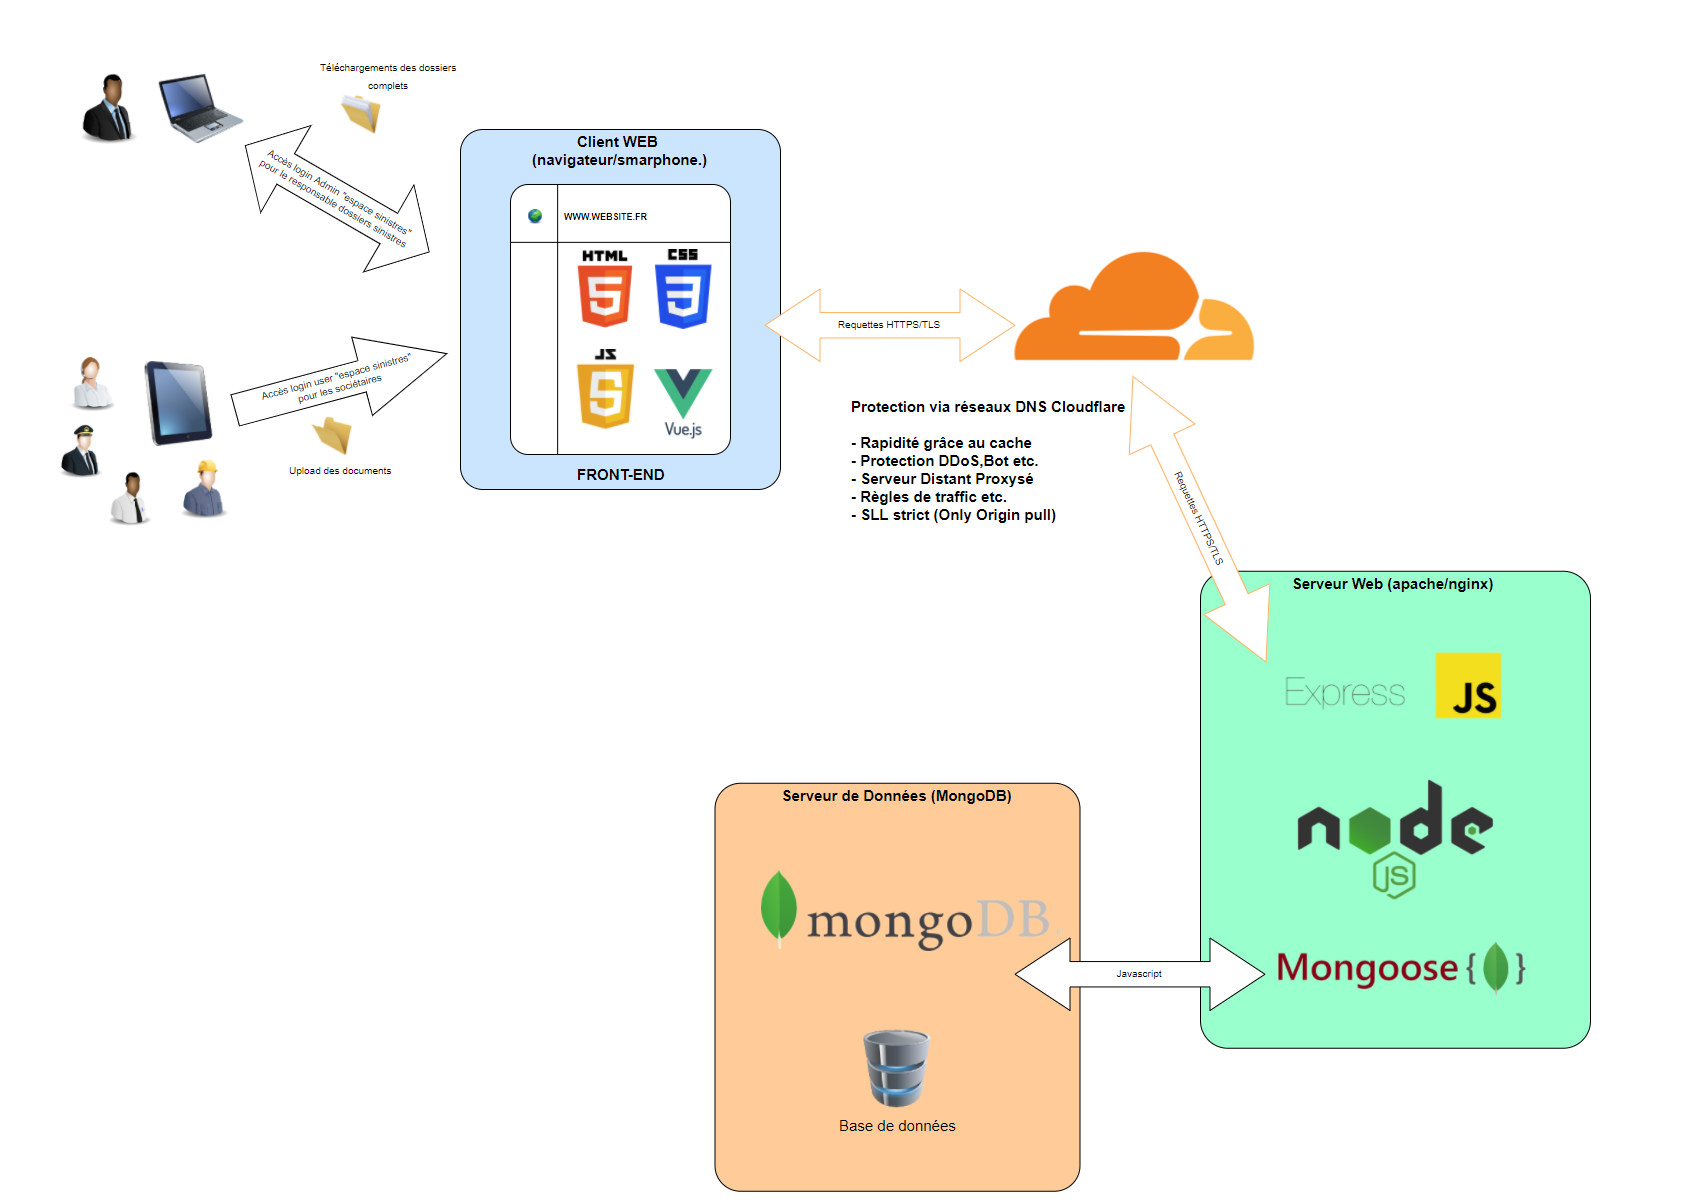 Téléchargements des dossiers
complets
Accès login Admin "espace sinistres"
pour le responsable dossiers sinistres
Accès login user "espace sinistres"
pour les sociétaires
Upload des documents
Client WEB
(navigateur/smarphone.)
WWW.WEBSITE.FR
HTML
CSS
JS
Vue.js
FRONT-END
Requettes HTTPS/TLS
Protection via réseaux DNS Cloudflare
- Rapidité grâce au cache
- Protection DDoS,Bot etc.
- Serveur Distant Proxysé
- Règles de traffic etc.
- SLL strict (Only Origin pull)
Requettes HTTPS/TLS
Serveur Web (apache/nginx)
Express
JS
node
JS
Mongoose {}
Javascript
Serveur de Données (MongoDB)
mongoDB.
Base de données